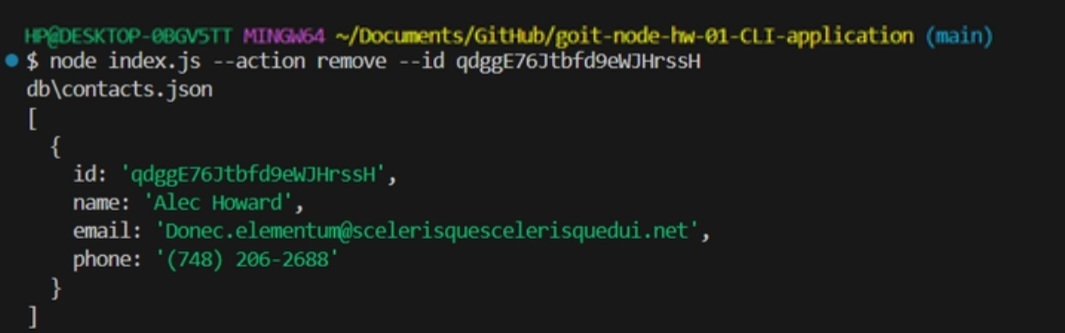 HP@DESKTOP-0BGV5TT MINGW64 ~/Documents/GitHub/goit-node-hw-01-CLI-application (main)
$ node index.js --action remove --id qdggE76Jtbfd9eWJHrssH
db\contacts.json
[
  {
    id: 'qdggE76Jtbfd9eWJHrssH',
    name: 'Alec Howard',
    email: 'Donec.elementum@scelerisquescelerisquedui.net',
    phone: '(748) 206-2688'
  }
]